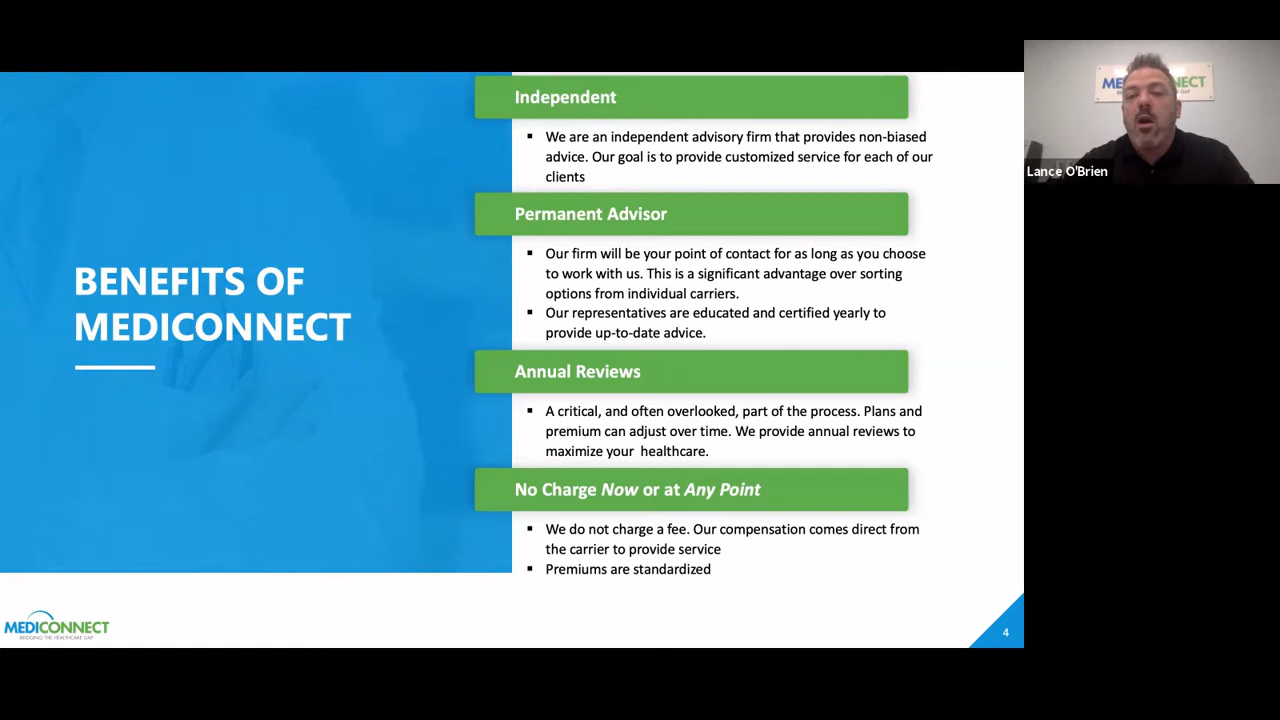 BENEFITS OF
MEDICONNECT
Independent
▪ We are an independent advisory firm that provides non-biased
advice. Our goal is to provide customized service for each of our
clients
Permanent Advisor
▪ Our firm will be your point of contact for as long as you choose
to work with us. This is a significant advantage over sorting
options from individual carriers.
▪ Our representatives are educated and certified yearly to
provide up-to-date advice.
Annual Reviews
▪ A critical, and often overlooked, part of the process. Plans and
premium can adjust over time. We provide annual reviews to
maximize your healthcare.
No Charge Now or at Any Point
▪ We do not charge a fee. Our compensation comes direct from
the carrier to provide service
▪ Premiums are standardized
MEDICONNECT
BRIDGING THE HEALTHCARE GAP
4
Lance O'Brien